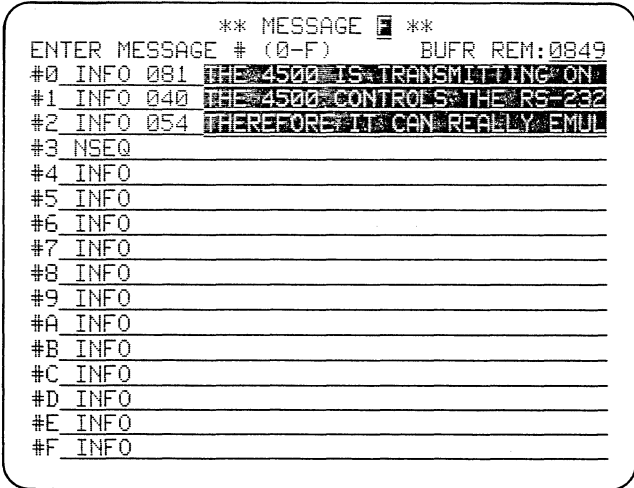 ** MESSAGE F **
ENTER MESSAGE # (0-F) BUFR REM:0849
#0 INFO 081 THE 4500 IS TRANSMITTING ON
#1 INFO 040 THE 4500 CONTROLS THE RS-232
#2 INFO 054 THEREFORE IT CAN REALLY EMUL
#3 NSEQ
#4 INFO
#5 INFO
#6 INFO
#7 INFO
#8 INFO
#9 INFO
#A INFO
#B INFO
#C INFO
#D INFO
#E INFO
#F INFO